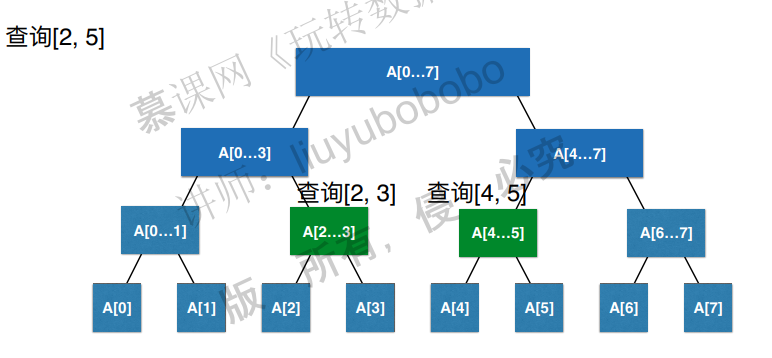 查询[2, 5]
A[0...7]
A[0...3]
A[4...7]
查询[2, 3]
查询[4, 5]
A[0...1]
A[2...3]
A[4...5]
A[6...7]
A[0]
A[1]
A[2]
A[3]
A[4]
A[5]
A[6]
A[7]
慕课网《玩转数据
讲师：liuyubobobo
版 所有，侵 必究